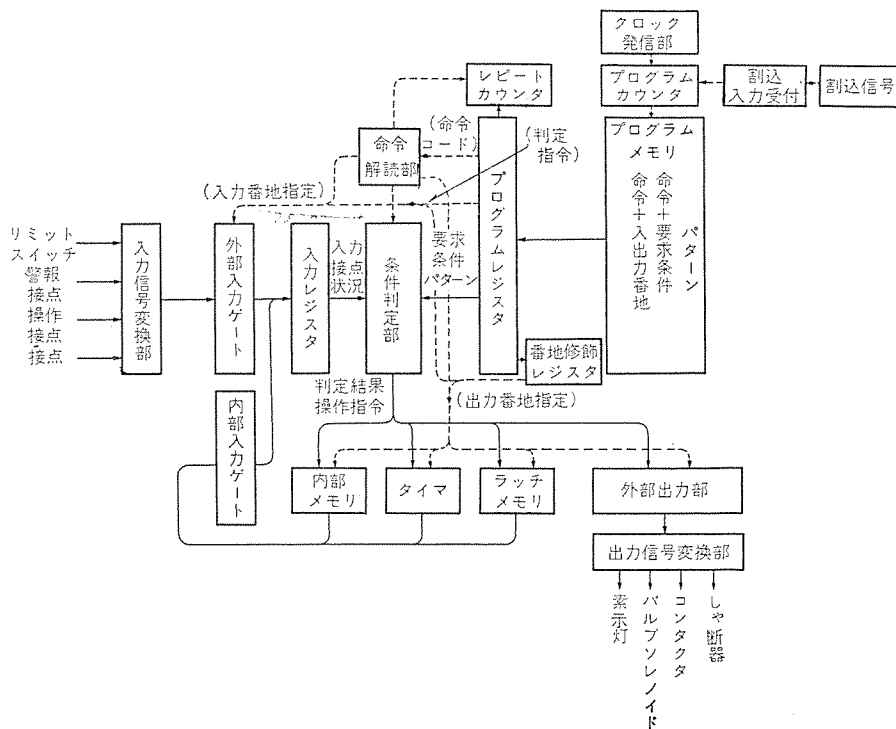 クロック
発信部
レピート
カウンタ
プログラム
カウンタ
割込
入力受付
割込信号
(命令
コード)
(判定
指令)
命令
解読部
プログラム
メモリ
命令+要求条件
パターン
命令+入出力番地
(入力番地指定)
リミット
スイッチ
警報
接点
操作
接点
接点
入力信号変換部
外部入力ゲート
入力レジスタ
入力
接点
状況
条件判定部
要求
条件
パターン
プログラムレジスタ
番地修飾
レジスタ
判定結果
操作指令
(出力番地指定)
内部入力ゲート
内部
メモリ
タイマ
ラッチ
メモリ
外部出力部
出力信号変換部
表示灯
バルブソレノイド
コンタクタ
しゃ断器